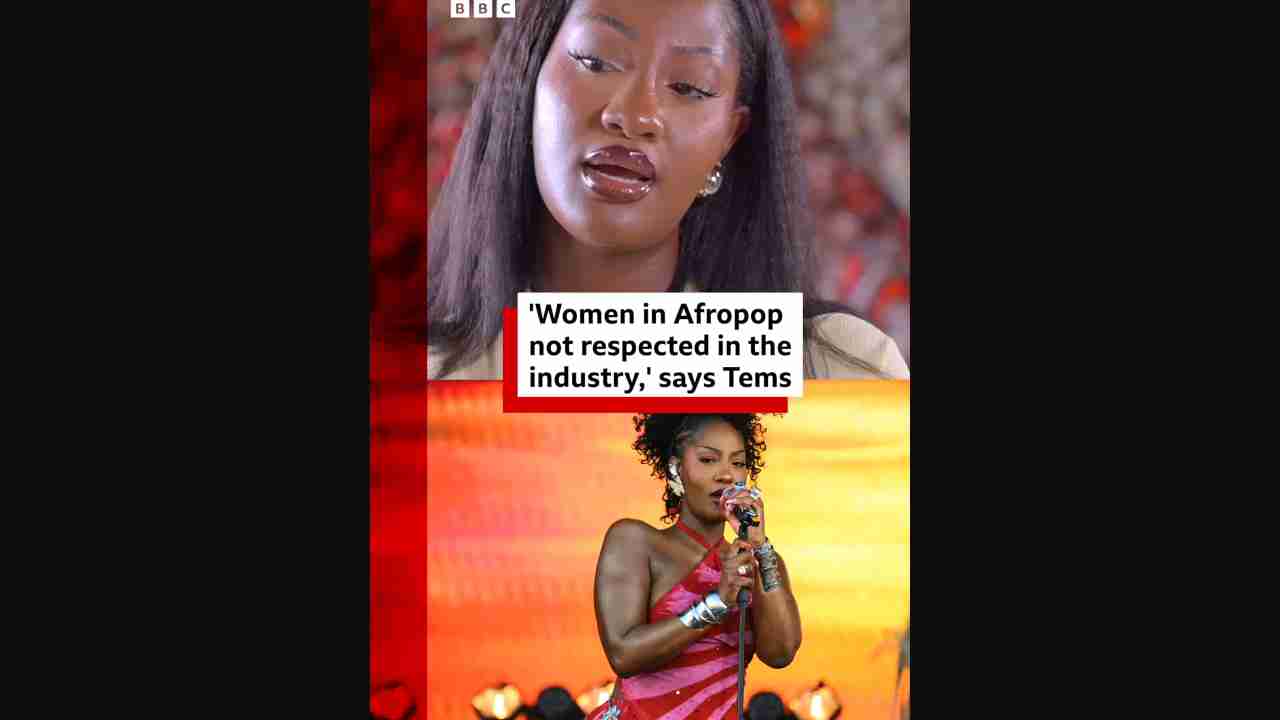 BBC
'Women in Afropop
not respected in the
industry,' says Tems